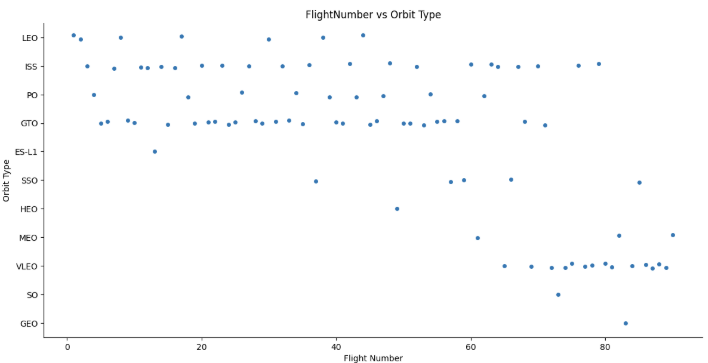 FlightNumber vs Orbit Type
Orbit Type
LEO
ISS
PO
GTO
ES-L1
SSO
HEO
MEO
VLEO
SO
GEO
0 20 40 60 80
Flight Number